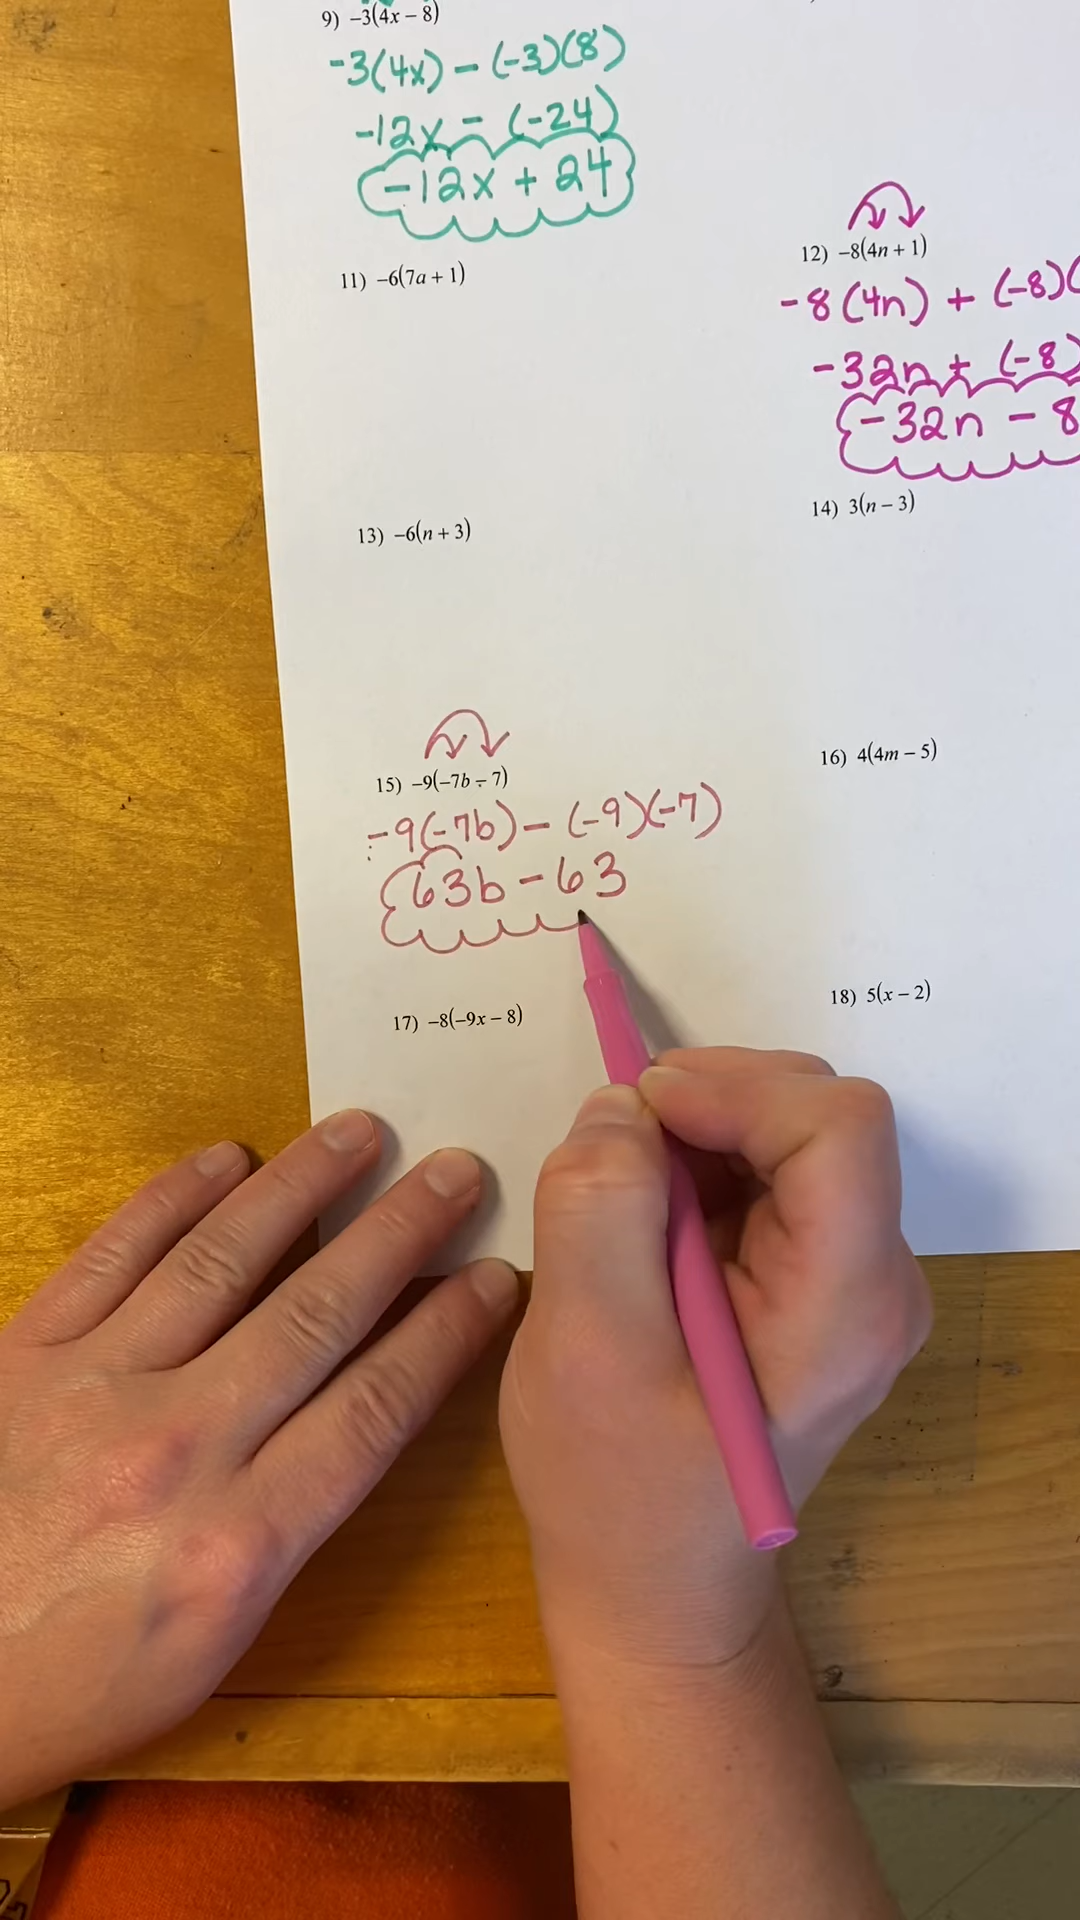 9) −3(4x − 8)
-3(4x) - (-3)(8)
-12x - (-24)
-12x + 24
11) −6(7a + 1)
12) −8(4n + 1)
-8(4n) + (-8)(
-32n + (-8)
-32n - 8
13) −6(n + 3)
14) 3(n − 3)
15) −9(−7b − 7)
-9(-7b) - (-9)(-7)
63b - 63
16) 4(4m − 5)
17) −8(−9x − 8)
18) 5(x − 2)